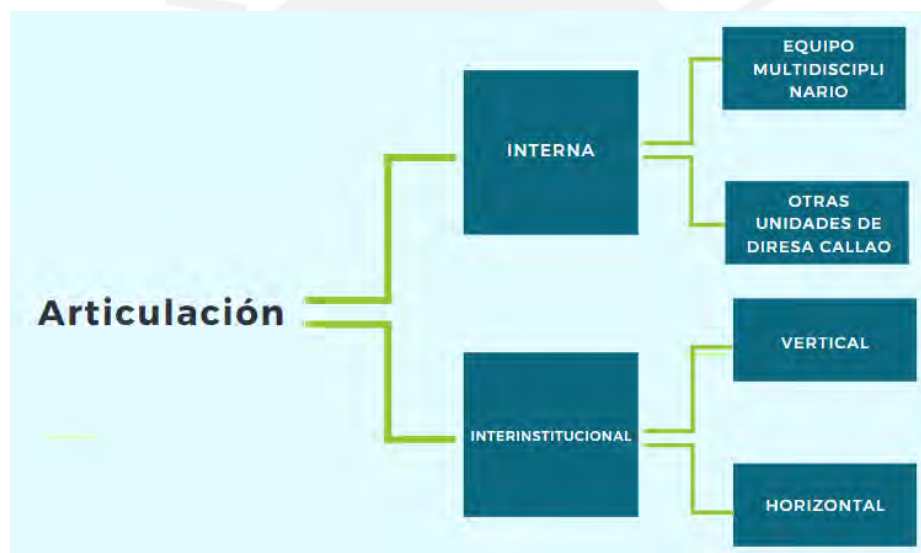 Articulación
INTERNA
EQUIPO
MULTIDISCIPLI
NARIO
OTRAS
UNIDADES DE
DIRESA CALLAO
INTERINSTITUCIONAL
VERTICAL
HORIZONTAL